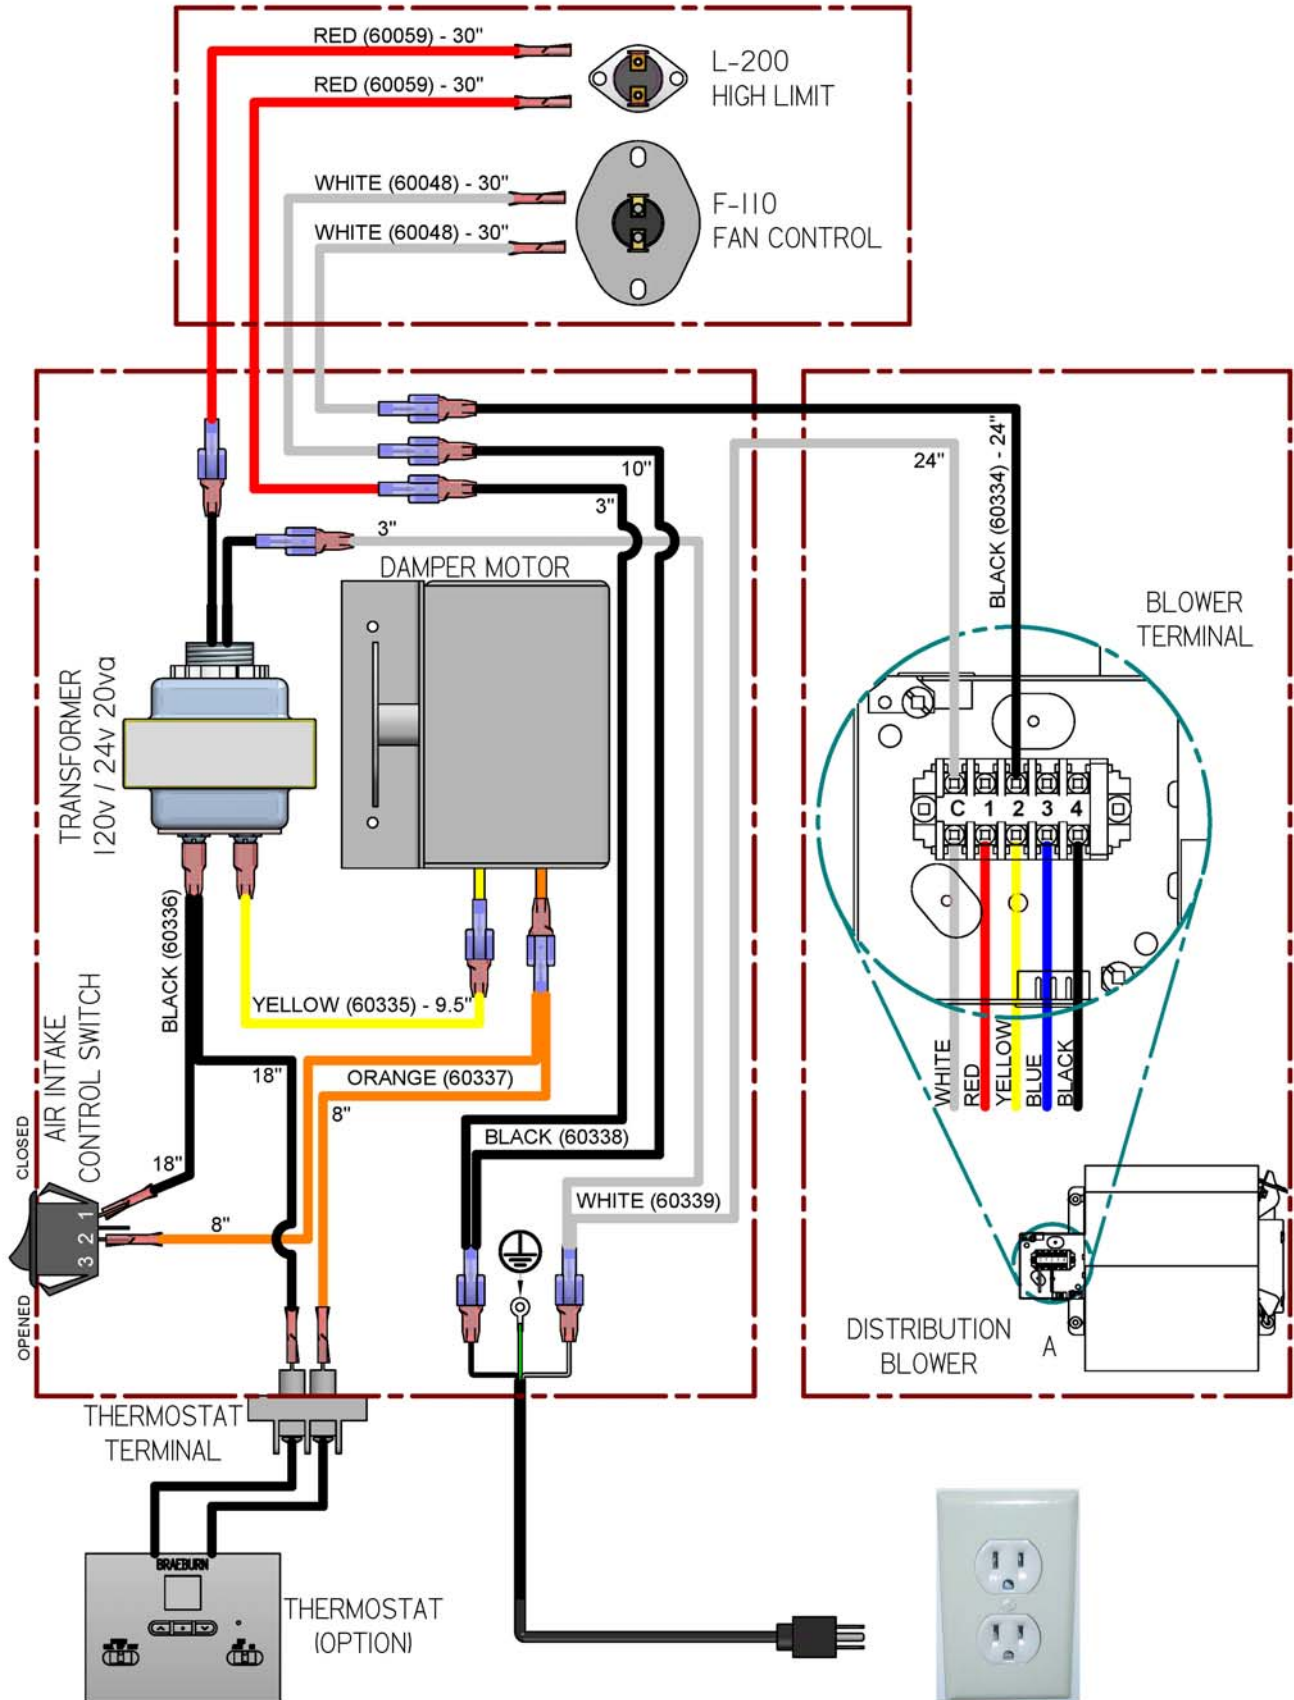 RED (60059) - 30"
RED (60059) - 30"
L-200
HIGH LIMIT
WHITE (60048) - 30"
WHITE (60048) - 30"
F-110
FAN CONTROL
10"
3"
3"
24"
BLACK (60334) - 24"
DAMPER MOTOR
TRANSFORMER
120v / 24v 20va
BLOWER
TERMINAL
C 1 2 3 4
BLACK (60336)
YELLOW (60335) - 9.5"
18"
ORANGE (60337)
8"
WHITE
RED
YELLOW
BLUE
BLACK
AIR INTAKE
CONTROL SWITCH
CLOSED
OPENED
18"
8"
1
2
3
BLACK (60338)
WHITE (60339)
DISTRIBUTION
BLOWER
A
THERMOSTAT
TERMINAL
BRAEBURN
THERMOSTAT
(OPTION)